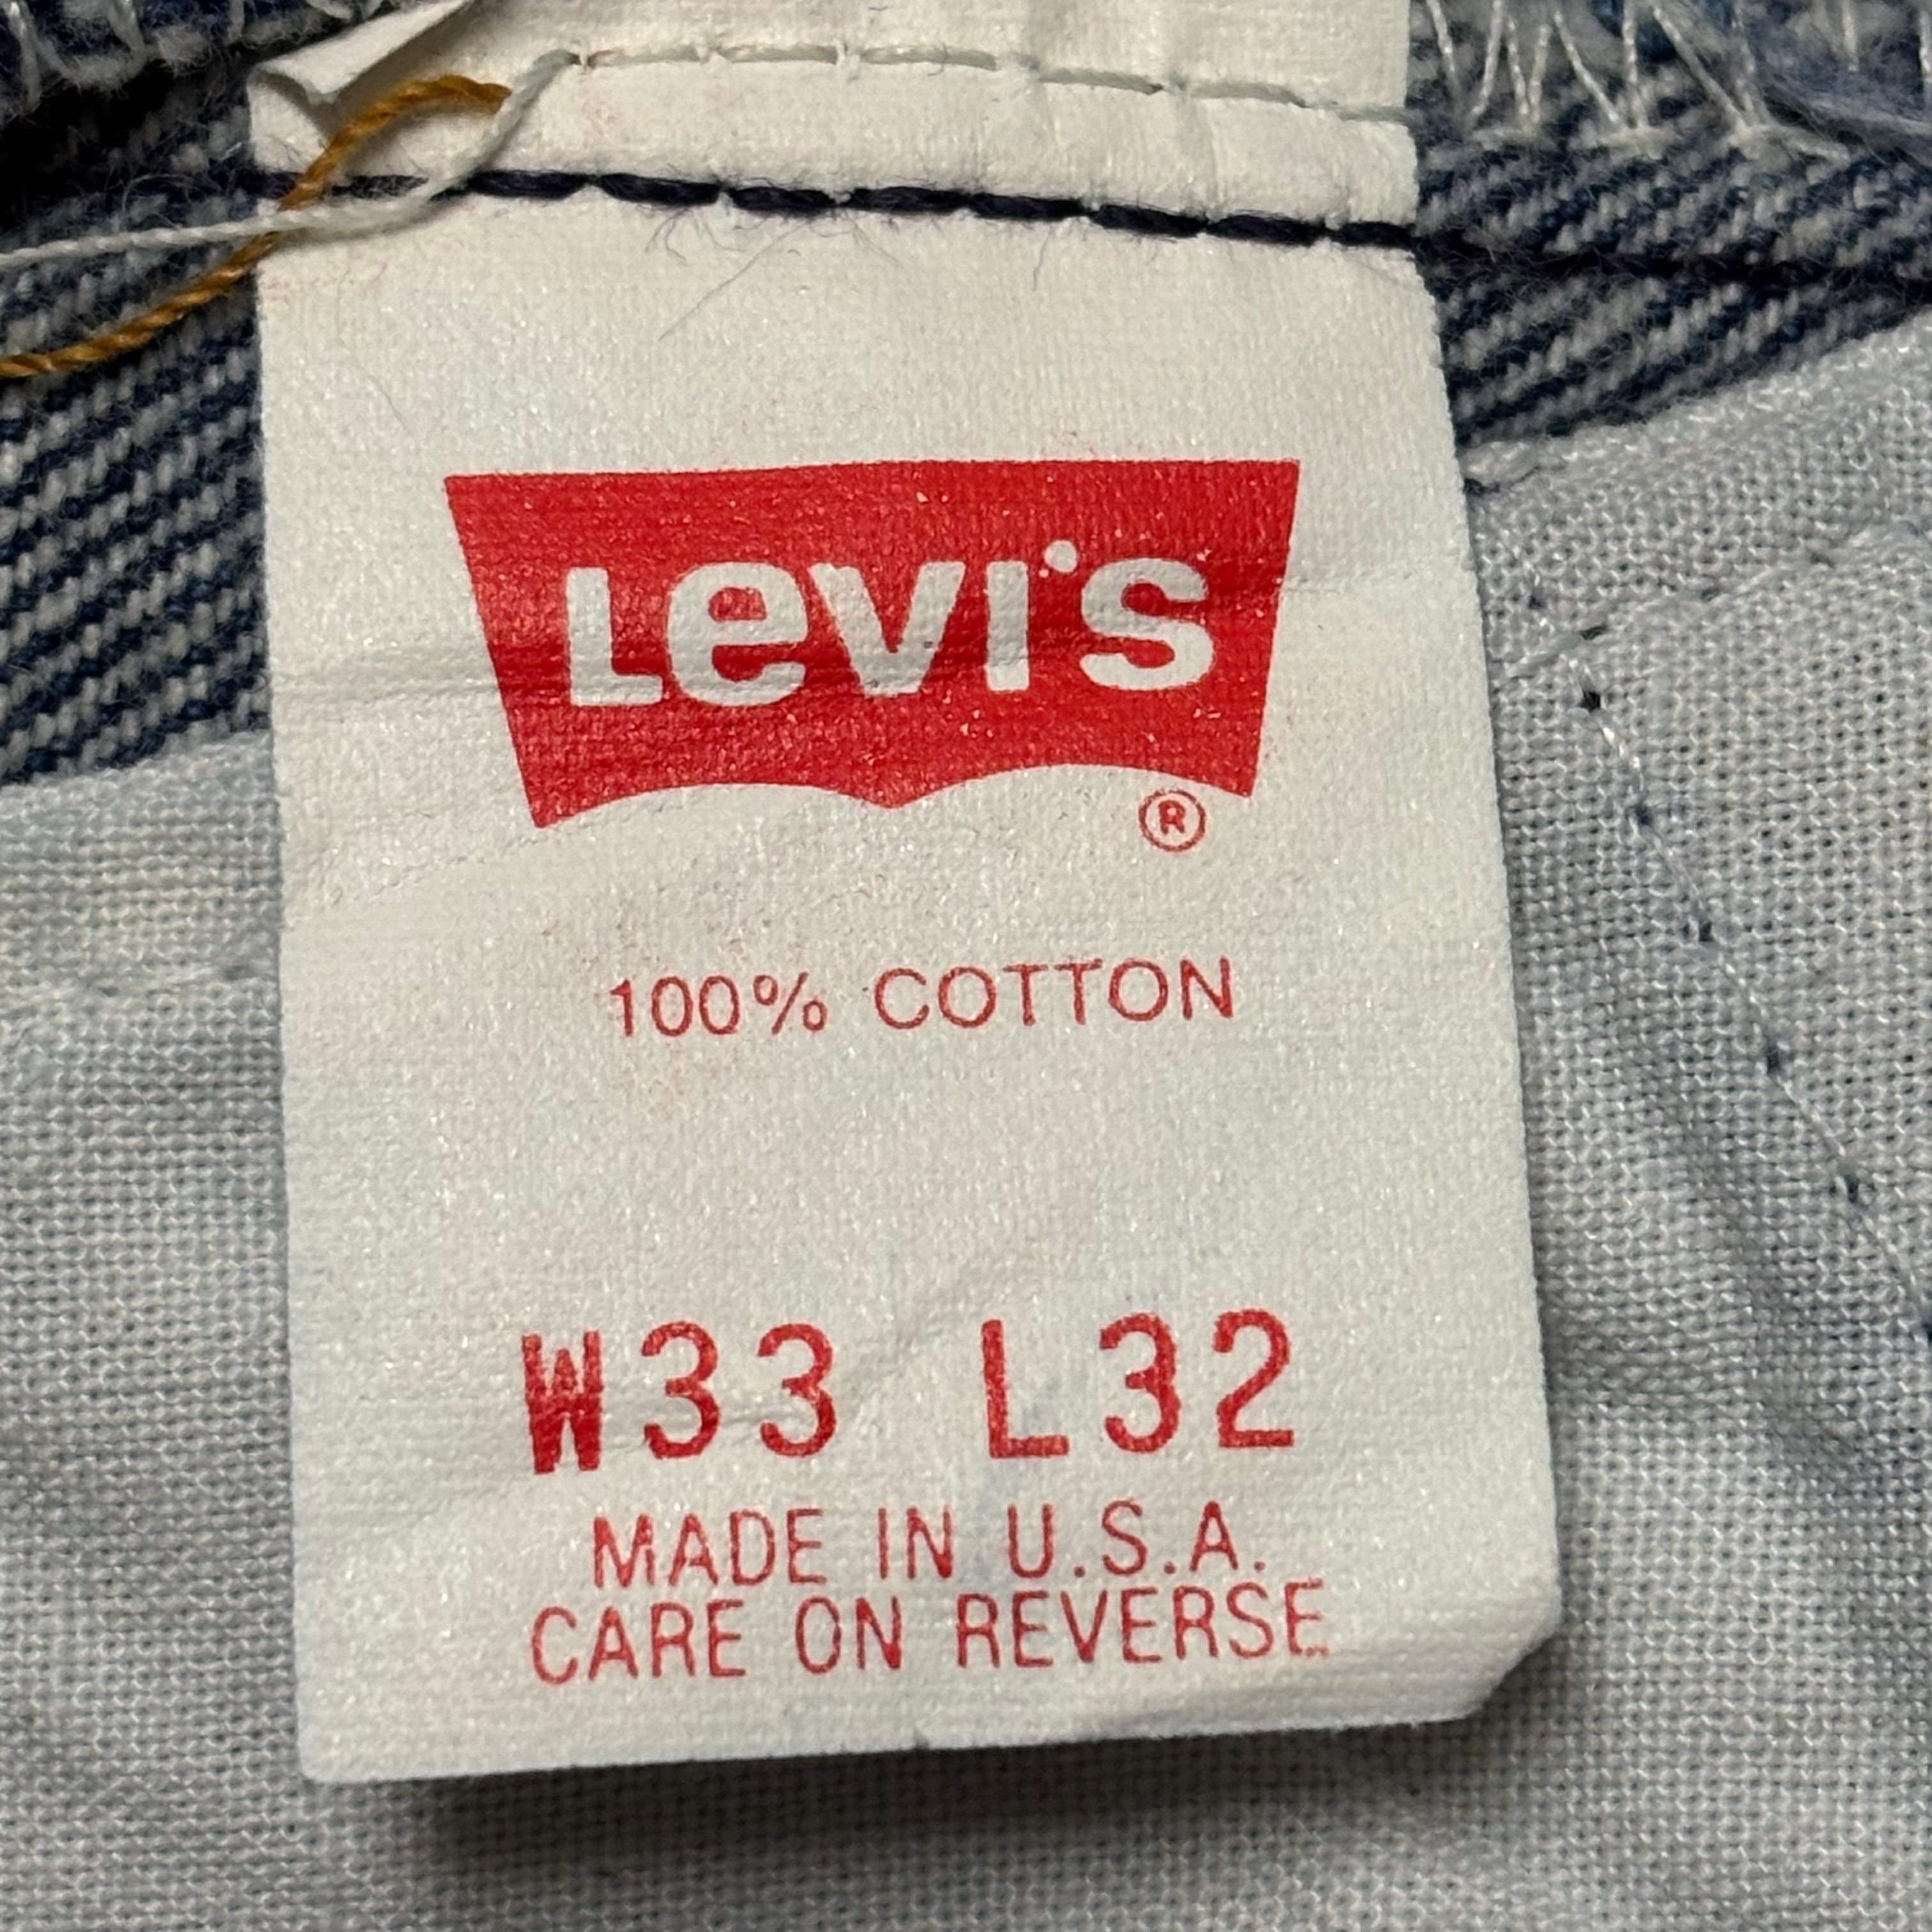 Levi's
®
100% COTTON
W33 L32
MADE IN U.S.A.
CARE ON REVERSE